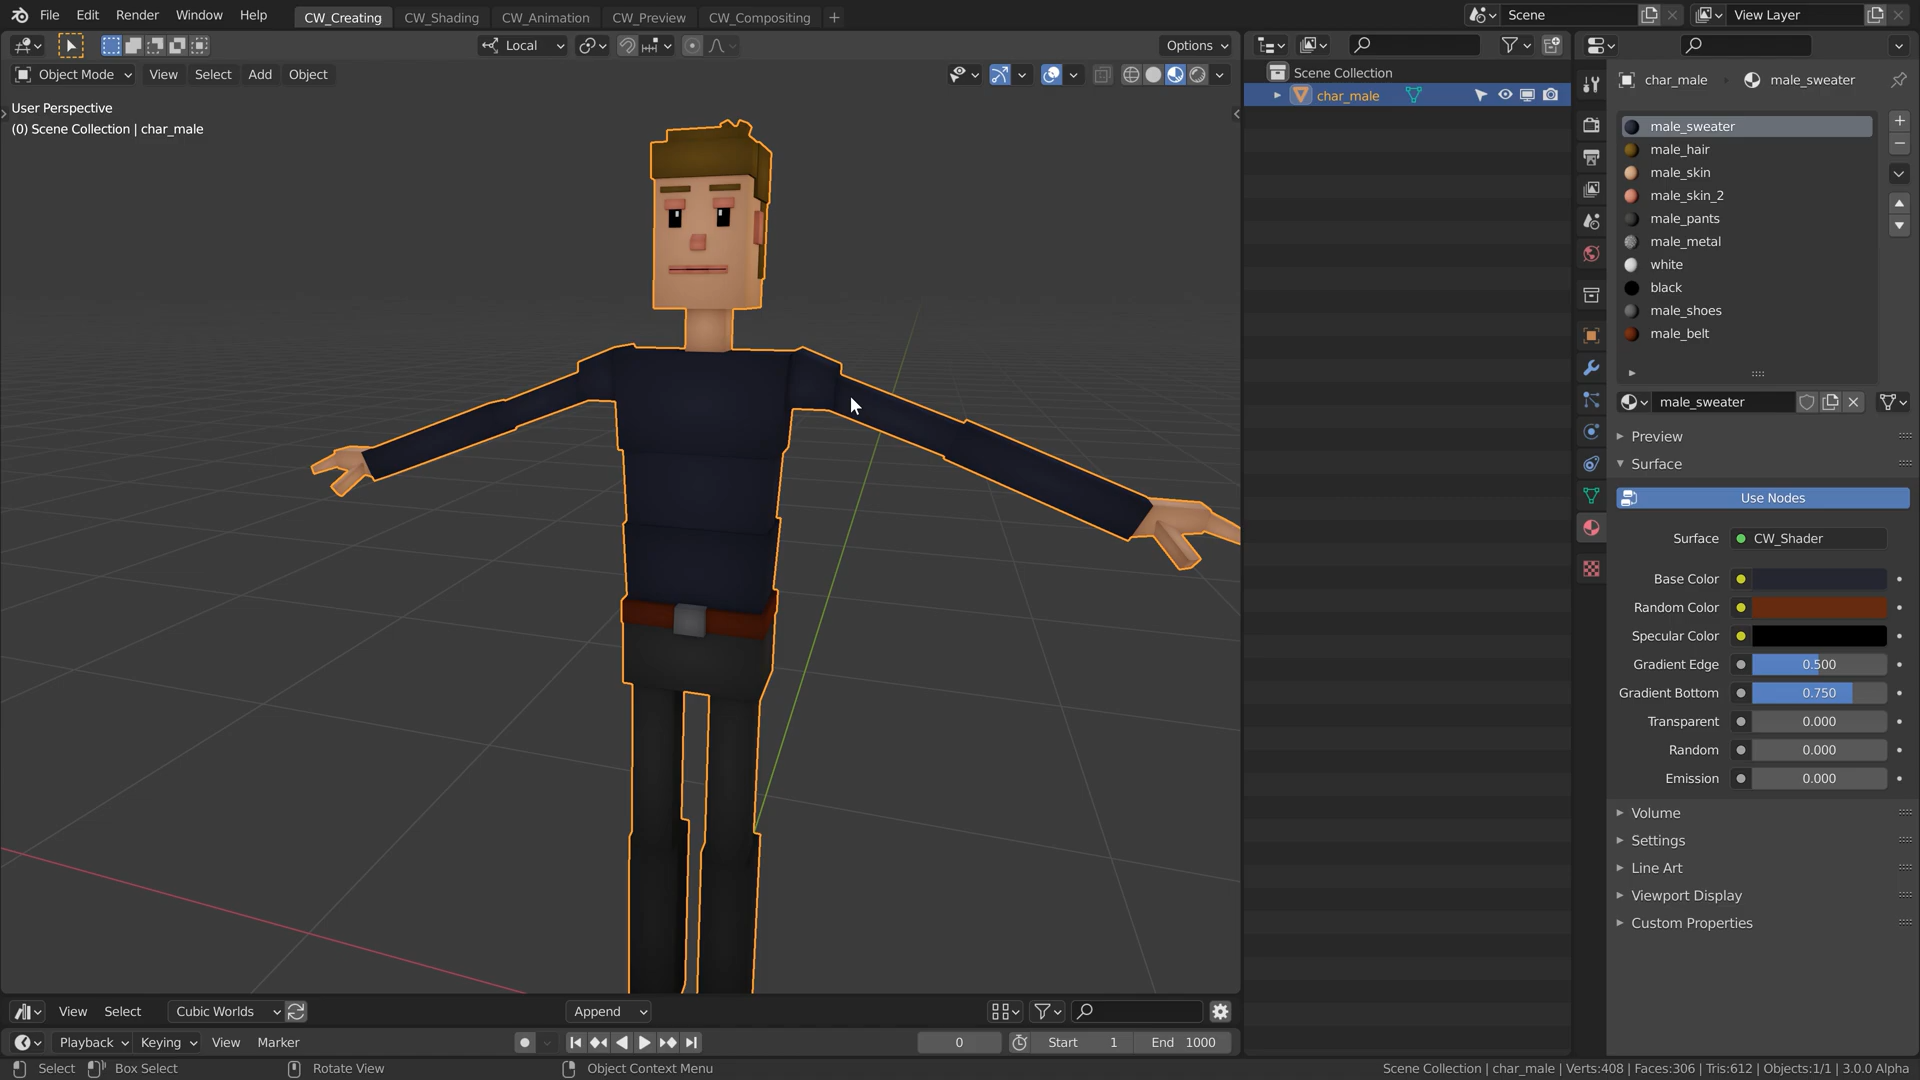 File Edit Render Window Help CW_Creating CW_Shading CW_Animation CW_Preview CW_Compositing + Scene View Layer
Local Options
Object Mode View Select Add Object
User Perspective
(0) Scene Collection | char_male
Scene Collection
char_male
char_male male_sweater
male_sweater
male_hair
male_skin
male_skin_2
male_pants
male_metal
white
black
male_shoes
male_belt
male_sweater
Preview
Surface
Use Nodes
Surface CW_Shader
Base Color
Random Color
Specular Color
Gradient Edge 0.500
Gradient Bottom 0.750
Transparent 0.000
Random 0.000
Emission 0.000
Volume
Settings
Line Art
Viewport Display
Custom Properties
View Select Cubic Worlds Append
Playback Keying View Marker 0 Start 1 End 1000
Select Box Select Rotate View Object Context Menu Scene Collection | char_male | Verts:408 | Faces:306 | Tris:612 | Objects:1/1 | 3.0.0 Alpha